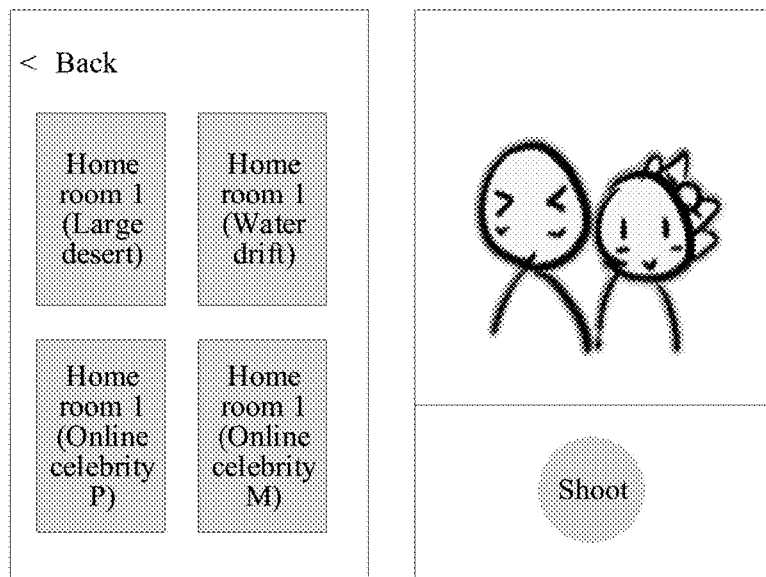 < Back
Home
room 1
(Large
desert)
Home
room 1
(Water
drift)
Home
room 1
(Online
celebrity
P)
Home
room 1
(Online
celebrity
M)
Shoot